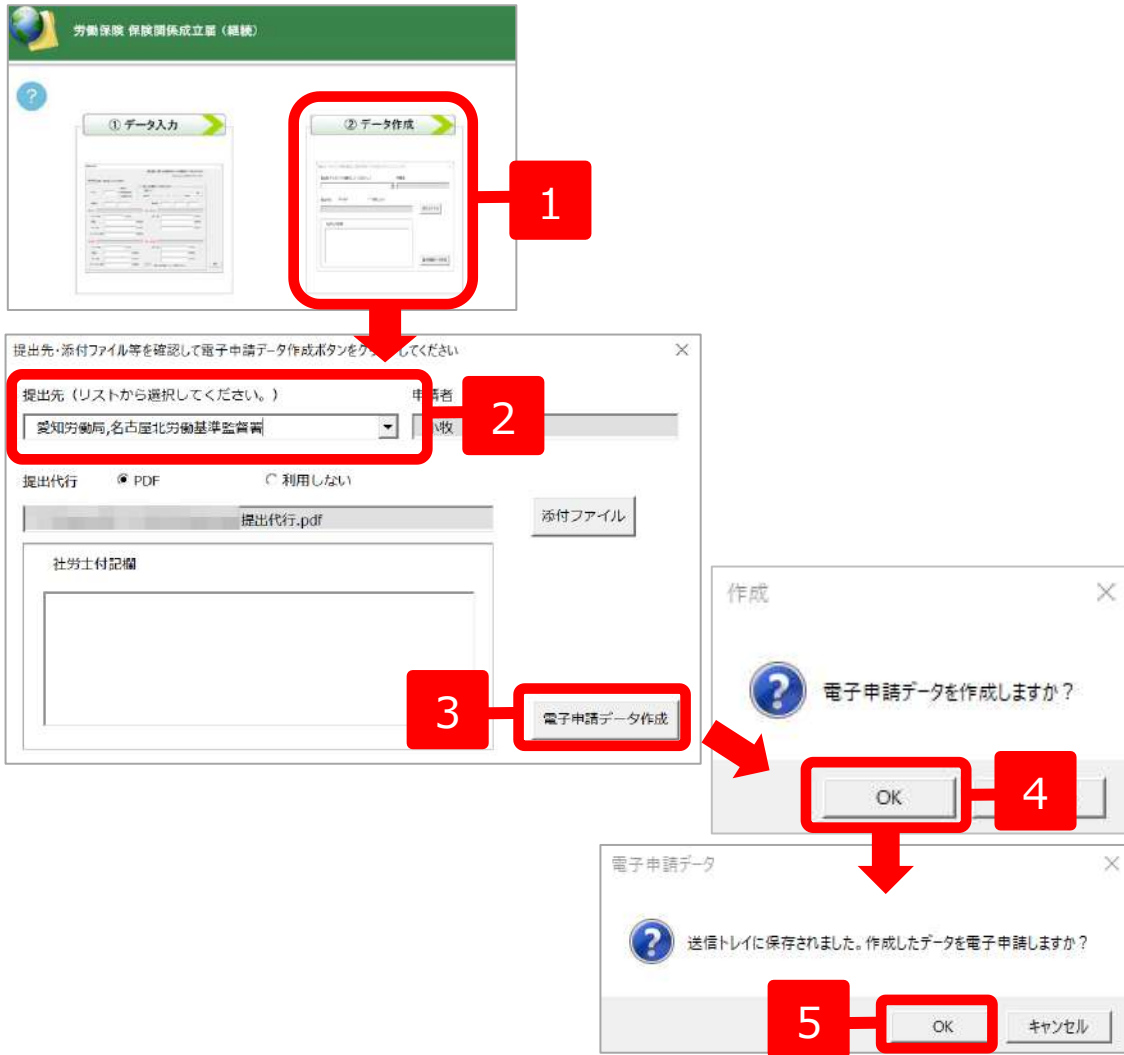 労働保険 保険関係成立届（継続）
?
① データ入力
② データ作成
1
提出先・添付ファイル等を確認して電子申請データ作成ボタンをク してください
提出先（リストから選択してください。）
申請者
愛知労働局,名古屋北労働基準監督署
小牧
2
提出代行 PDF 利用しない
提出代行.pdf
添付ファイル
社労士付記欄
3
電子申請データ作成
作成
電子申請データを作成しますか？
OK
4
電子申請データ
送信トレイに保存されました。作成したデータを電子申請しますか？
5
OK
キャンセル